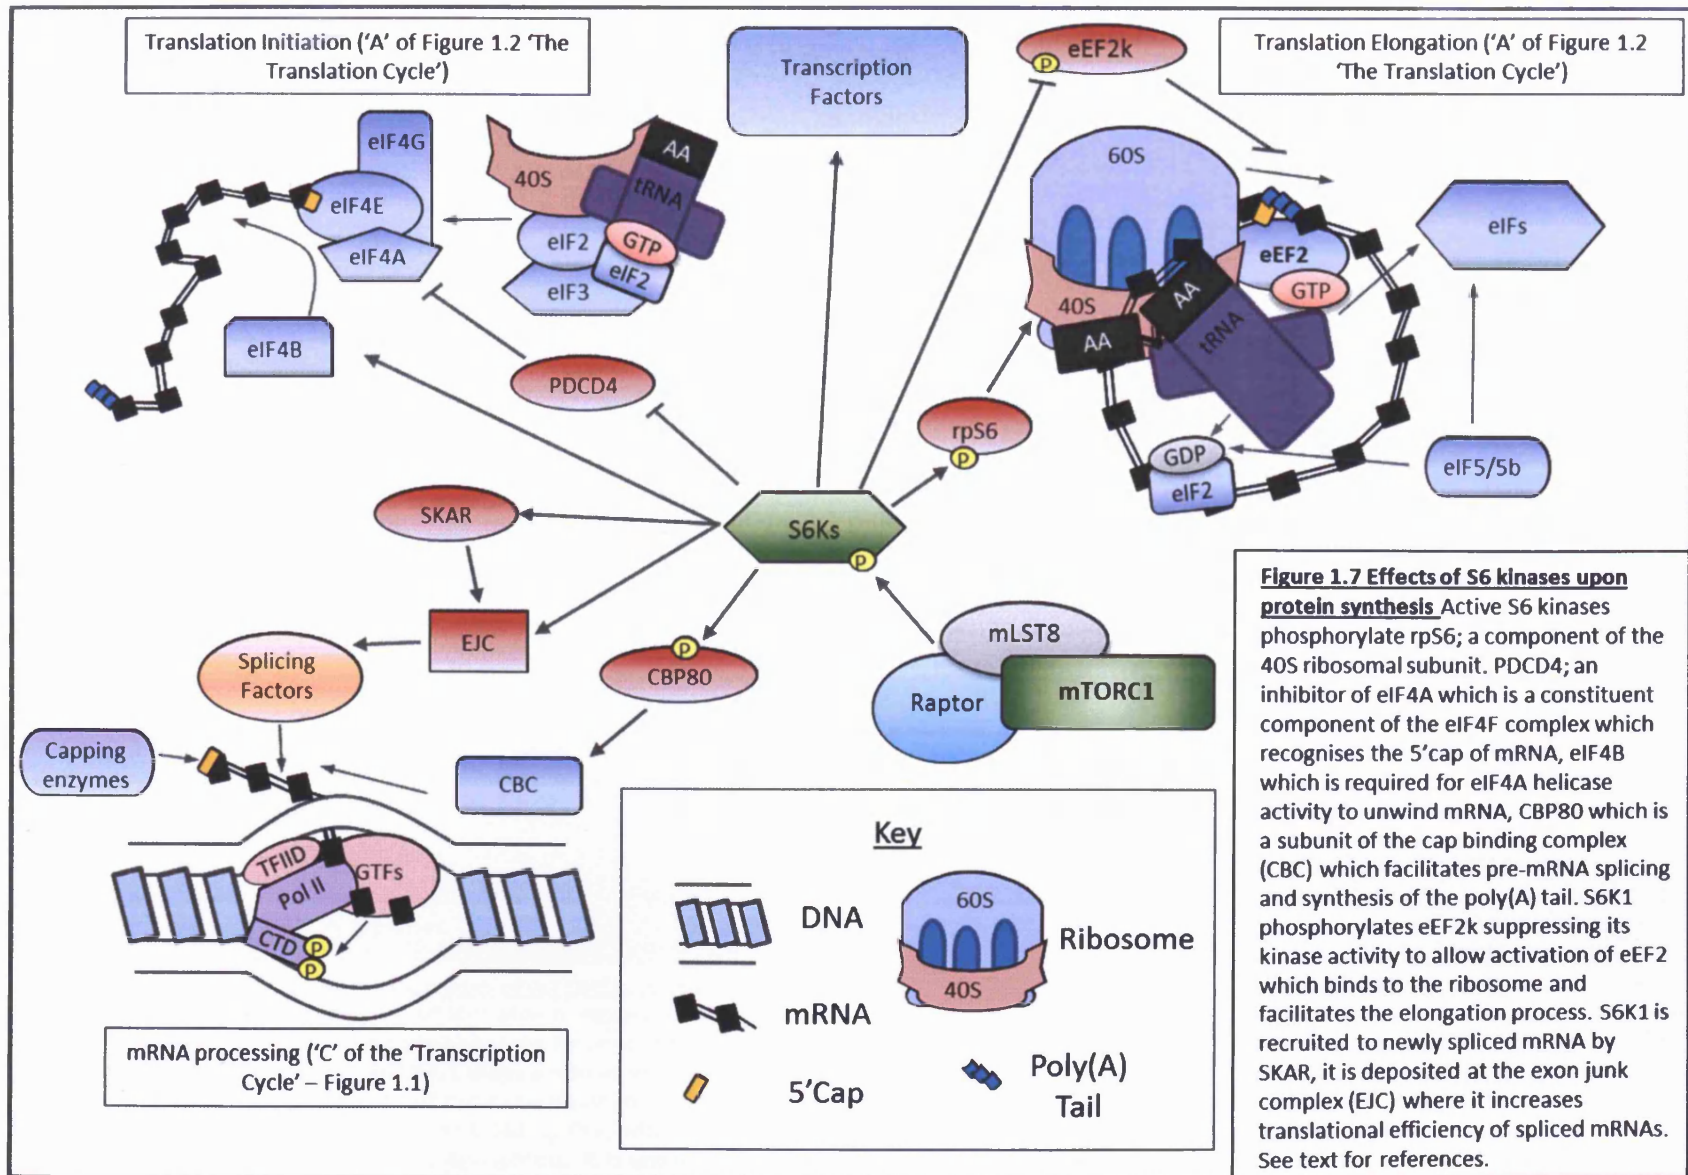 Translation Initiation ('A' of Figure 1.2 'The
Translation Cycle')
Transcription
Factors
P
eEF2k
Translation Elongation ('A' of Figure 1.2
'The Translation Cycle')
eIF4G
eIF4E
eIF4A
eIF4B
40S
AA
tRNA
eIF2
GTP
eIF2
eIF3
PDCD4
60S
eEF2
GTP
40S
AA
AA
tRNA
GDP
eIF2
eIFs
eIF5/5b
rpS6
P
SKAR
S6Ks
P
EJC
P
CBP80
mLST8
Raptor
mTORC1
Splicing
Factors
Capping
enzymes
CBC
TFIID
Pol II
GTFs
CTD
P
P
mRNA processing ('C' of the 'Transcription
Cycle' – Figure 1.1)
Key
DNA
60S
40S
Ribosome
mRNA
5'Cap
Poly(A)
Tail
Figure 1.7 Effects of S6 kinases upon
protein synthesis Active S6 kinases
phosphorylate rpS6; a component of the
40S ribosomal subunit. PDCD4; an
inhibitor of eIF4A which is a constituent
component of the eIF4F complex which
recognises the 5'cap of mRNA, eIF4B
which is required for eIF4A helicase
activity to unwind mRNA, CBP80 which is
a subunit of the cap binding complex
(CBC) which facilitates pre-mRNA splicing
and synthesis of the poly(A) tail. S6K1
phosphorylates eEF2k suppressing its
kinase activity to allow activation of eEF2
which binds to the ribosome and
facilitates the elongation process. S6K1 is
recruited to newly spliced mRNA by
SKAR, it is deposited at the exon junk
complex (EJC) where it increases
translational efficiency of spliced mRNAs.
See text for references.